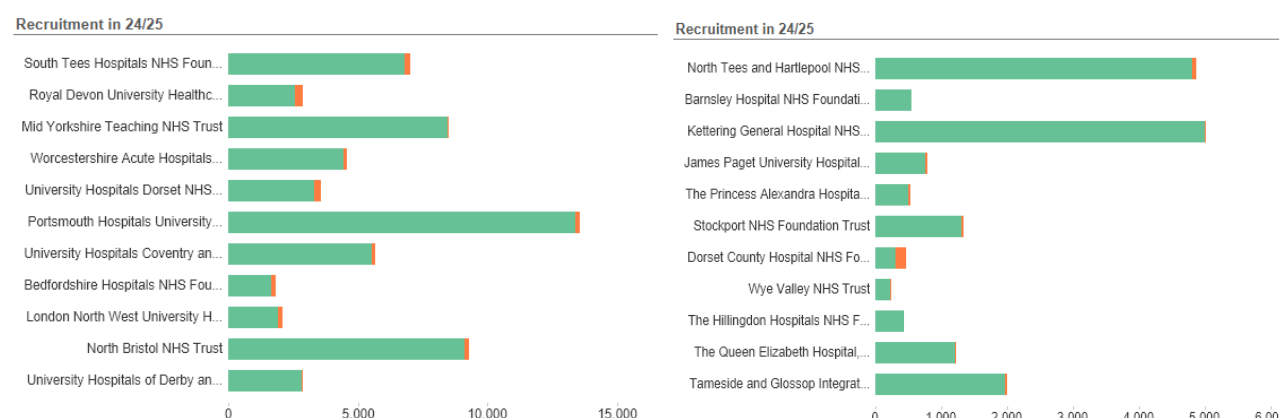 Recruitment in 24/25
South Tees Hospitals NHS Foun...
Royal Devon University Healthc...
Mid Yorkshire Teaching NHS Trust
Worcestershire Acute Hospitals...
University Hospitals Dorset NHS...
Portsmouth Hospitals University...
University Hospitals Coventry an...
Bedfordshire Hospitals NHS Fou...
London North West University H...
North Bristol NHS Trust
University Hospitals of Derby an...
0 5,000 10,000 15,000
Recruitment in 24/25
North Tees and Hartlepool NHS...
Barnsley Hospital NHS Foundati...
Kettering General Hospital NHS...
James Paget University Hospital...
The Princess Alexandra Hospita...
Stockport NHS Foundation Trust
Dorset County Hospital NHS Fo...
Wye Valley NHS Trust
The Hillingdon Hospitals NHS F...
The Queen Elizabeth Hospital,...
Tameside and Glossop Integrat...
0 1,000 2,000 3,000 4,000 5,000 6,00